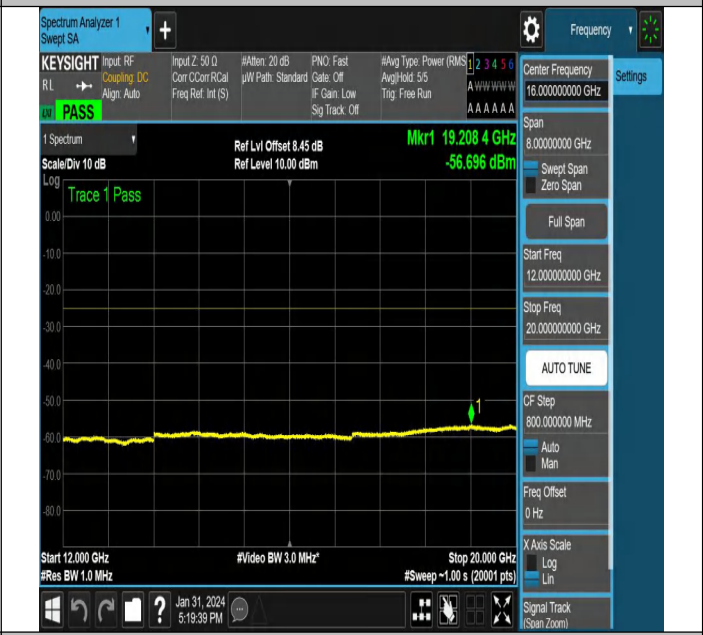 Spectrum Analyzer 1
Swept SA
+
Frequency
KEYSIGHT
RL
LXI PASS
Input: RF
Coupling: DC
Align: Auto
Input Z: 50 Ω
Corr CCorr RCal
Freq Ref: Int (S)
#Atten: 20 dB
µW Path: Standard
PNO: Fast
Gate: Off
IF Gain: Low
Sig Track: Off
#Avg Type: Power (RMS
Avg|Hold: 5/5
Trig: Free Run
1 2 3 4 5 6
A W W W W W
A A A A A A
Center Frequency
16.000000000 GHz
Settings
Span
8.00000000 GHz
Swept Span
Zero Span
Full Span
Start Freq
12.000000000 GHz
Stop Freq
20.000000000 GHz
AUTO TUNE
CF Step
800.000000 MHz
Auto
Man
Freq Offset
0 Hz
X Axis Scale
Log
Lin
Signal Track
(Span Zoom)
1 Spectrum
Scale/Div 10 dB
Log
Ref Lvl Offset 8.45 dB
Ref Level 10.00 dBm
Mkr1 19.208 4 GHz
-56.696 dBm
Trace 1 Pass
0.00
-10.0
-20.0
-30.0
-40.0
-50.0
-60.0
-70.0
-80.0
1
Start 12.000 GHz
#Res BW 1.0 MHz
#Video BW 3.0 MHz*
Stop 20.000 GHz
#Sweep ~1.00 s (20001 pts)
?
Jan 31, 2024
5:19:39 PM